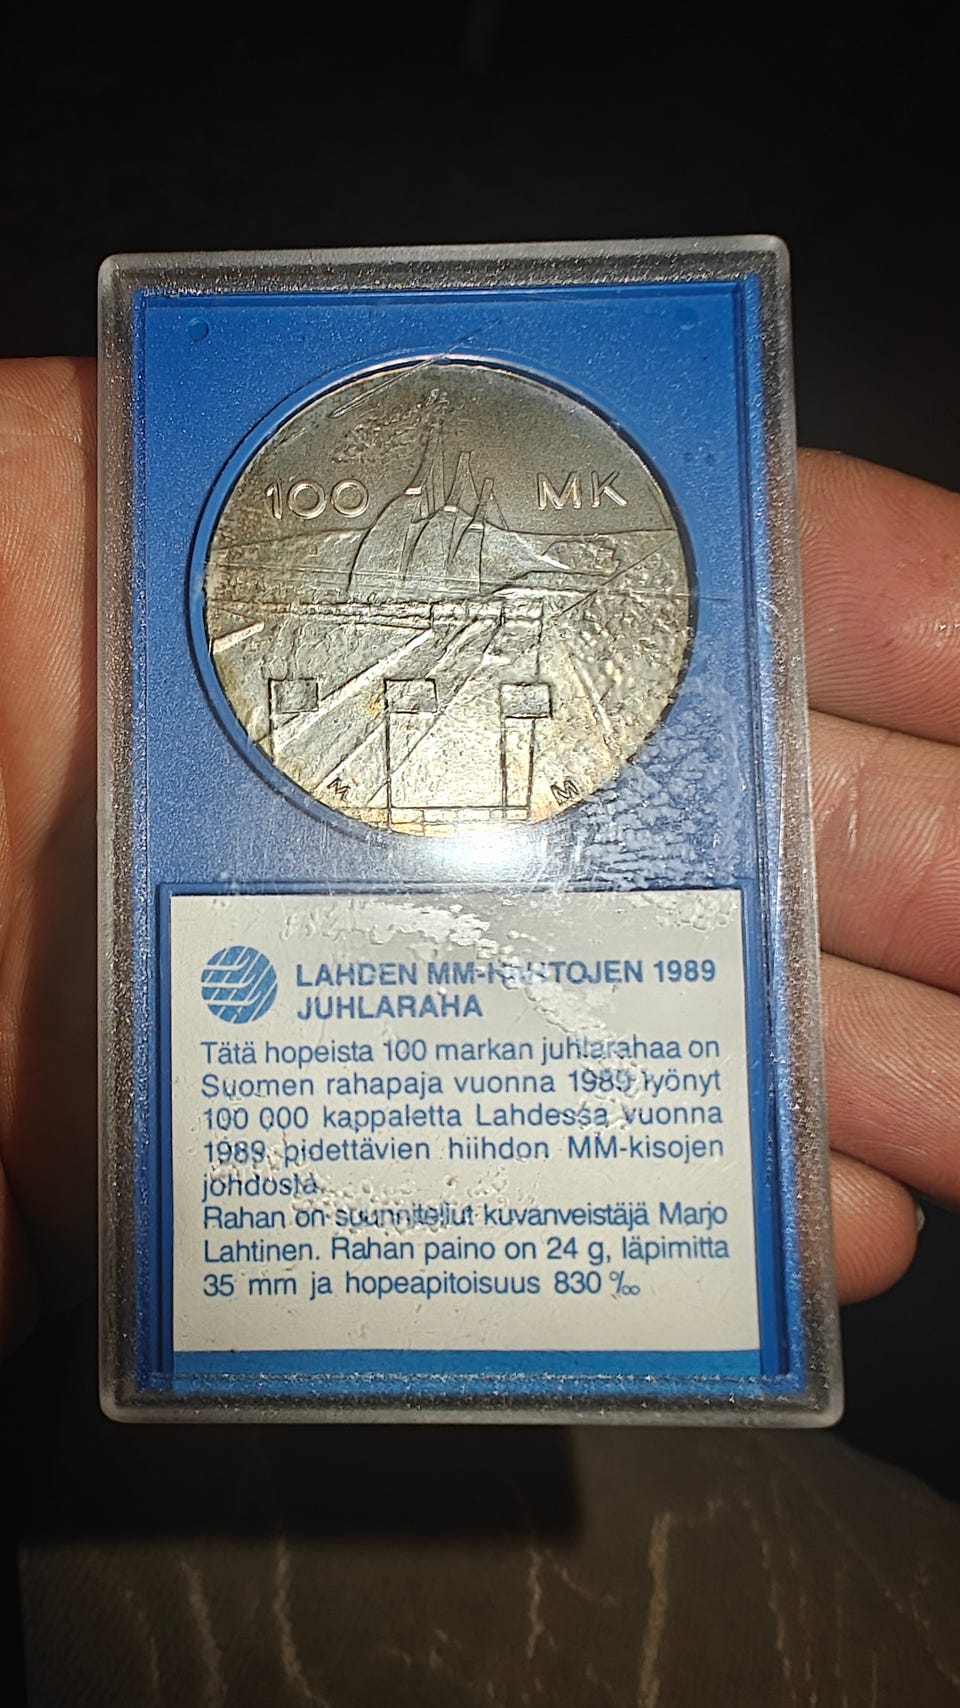 100 MK
M M
LAHDEN MM-HIIHTOJEN 1989
JUHLARAHA
Tätä hopeista 100 markan juhlarahaa on
Suomen rahapaja vuonna 1989 lyönyt
100 000 kappaletta Lahdessa vuonna
1989 pidettävien hiihdon MM-kisojen
johdosta.
Rahan on suunnitellut kuvanveistäjä Marjo
Lahtinen. Rahan paino on 24 g, läpimitta
35 mm ja hopeapitoisuus 830 ‰